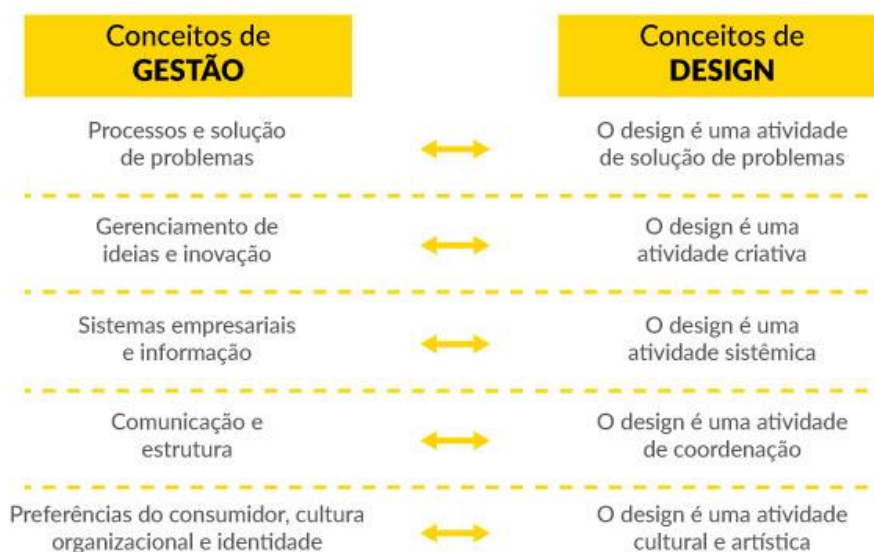 Conceitos de
GESTÃO
Conceitos de
DESIGN
Processos e solução
de problemas
O design é uma atividade
de solução de problemas
Gerenciamento de
ideias e inovação
O design é uma
atividade criativa
Sistemas empresariais
e informação
O design é uma
atividade sistêmica
Comunicação e
estrutura
O design é uma atividade
de coordenação
Preferências do consumidor, cultura
organizacional e identidade
O design é uma atividade
cultural e artística